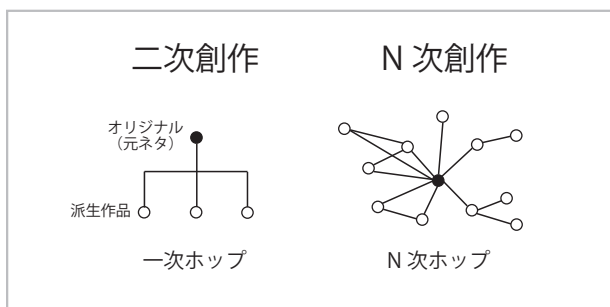 二次創作
N 次創作
オリジナル
（元ネタ）
派生作品
一次ホップ
N 次ホップ